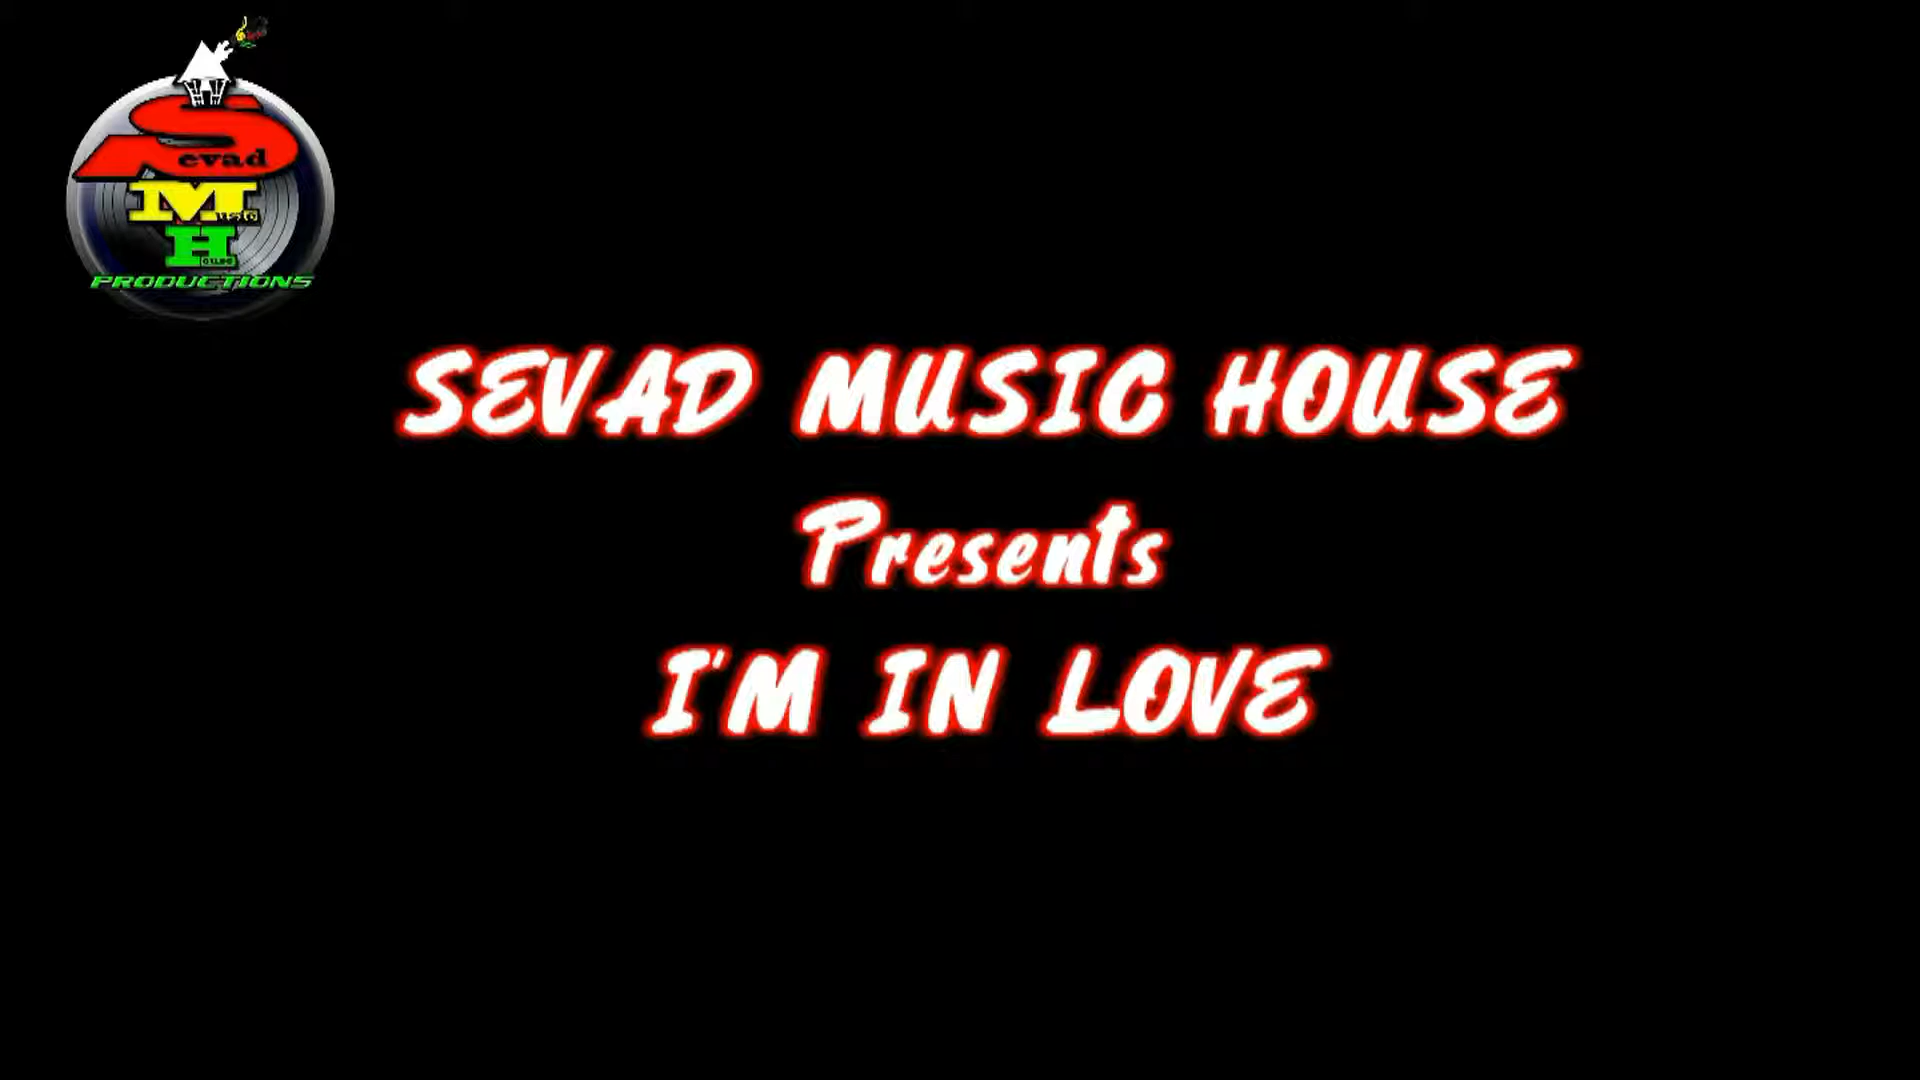 Sevad
Music
House
PRODUCTIONS
SEVAD MUSIC HOUSE
Presents
I'M IN LOVE